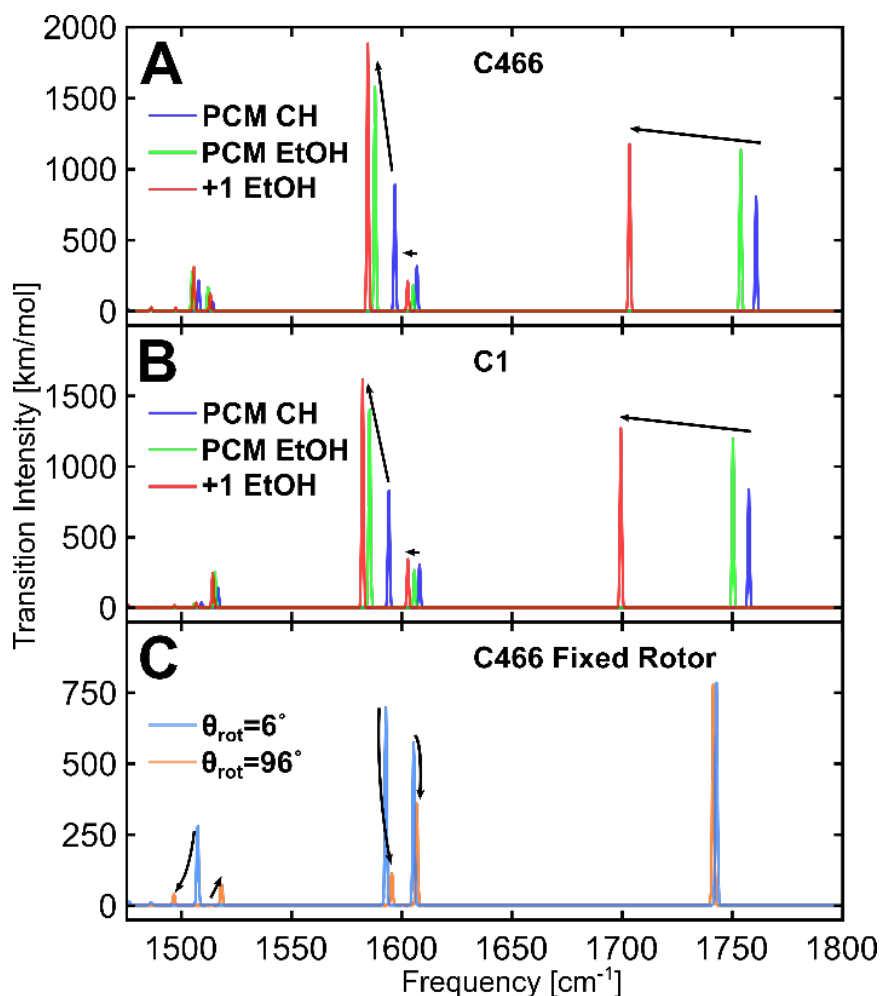 A
C466
PCM CH
PCM EtOH
+1 EtOH
2000
1500
1000
500
0
B
C1
PCM CH
PCM EtOH
+1 EtOH
1500
1000
500
0
Transition Intensity [km/mol]
C
C466 Fixed Rotor
θrot=6°
θrot=96°
750
500
250
0
1500 1550 1600 1650 1700 1750 1800
Frequency [cm⁻¹]